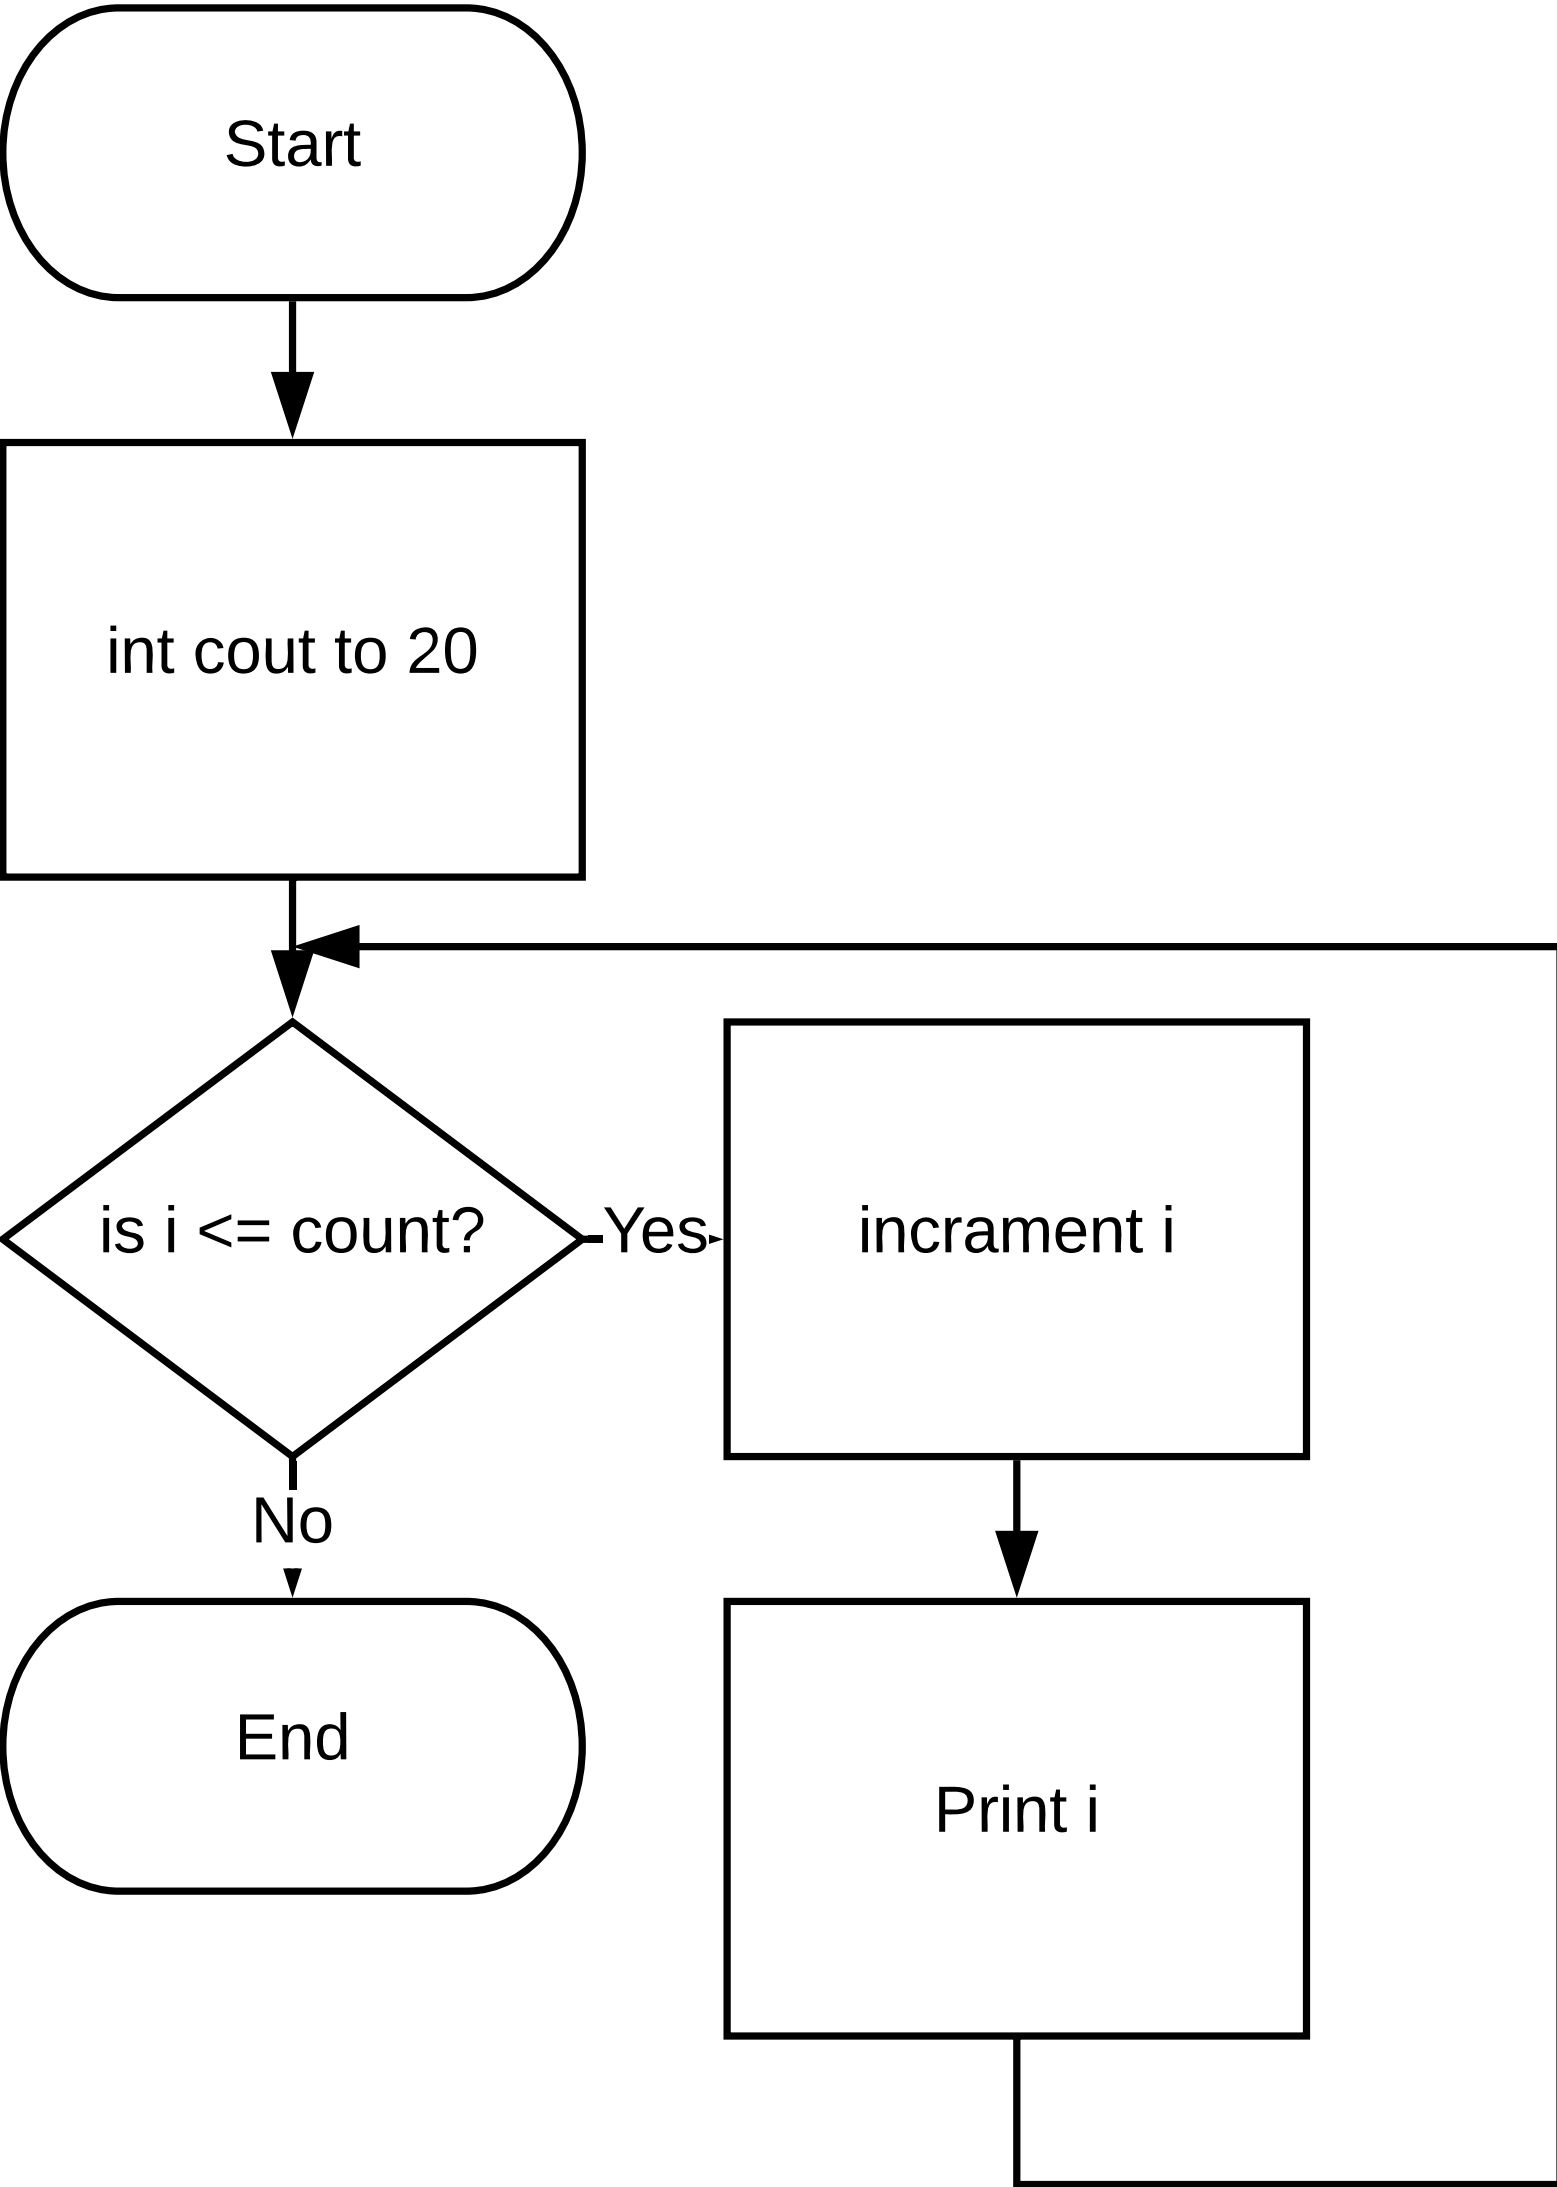 Start
int cout to 20
is i <= count?
Yes
incrament i
No
End
Print i